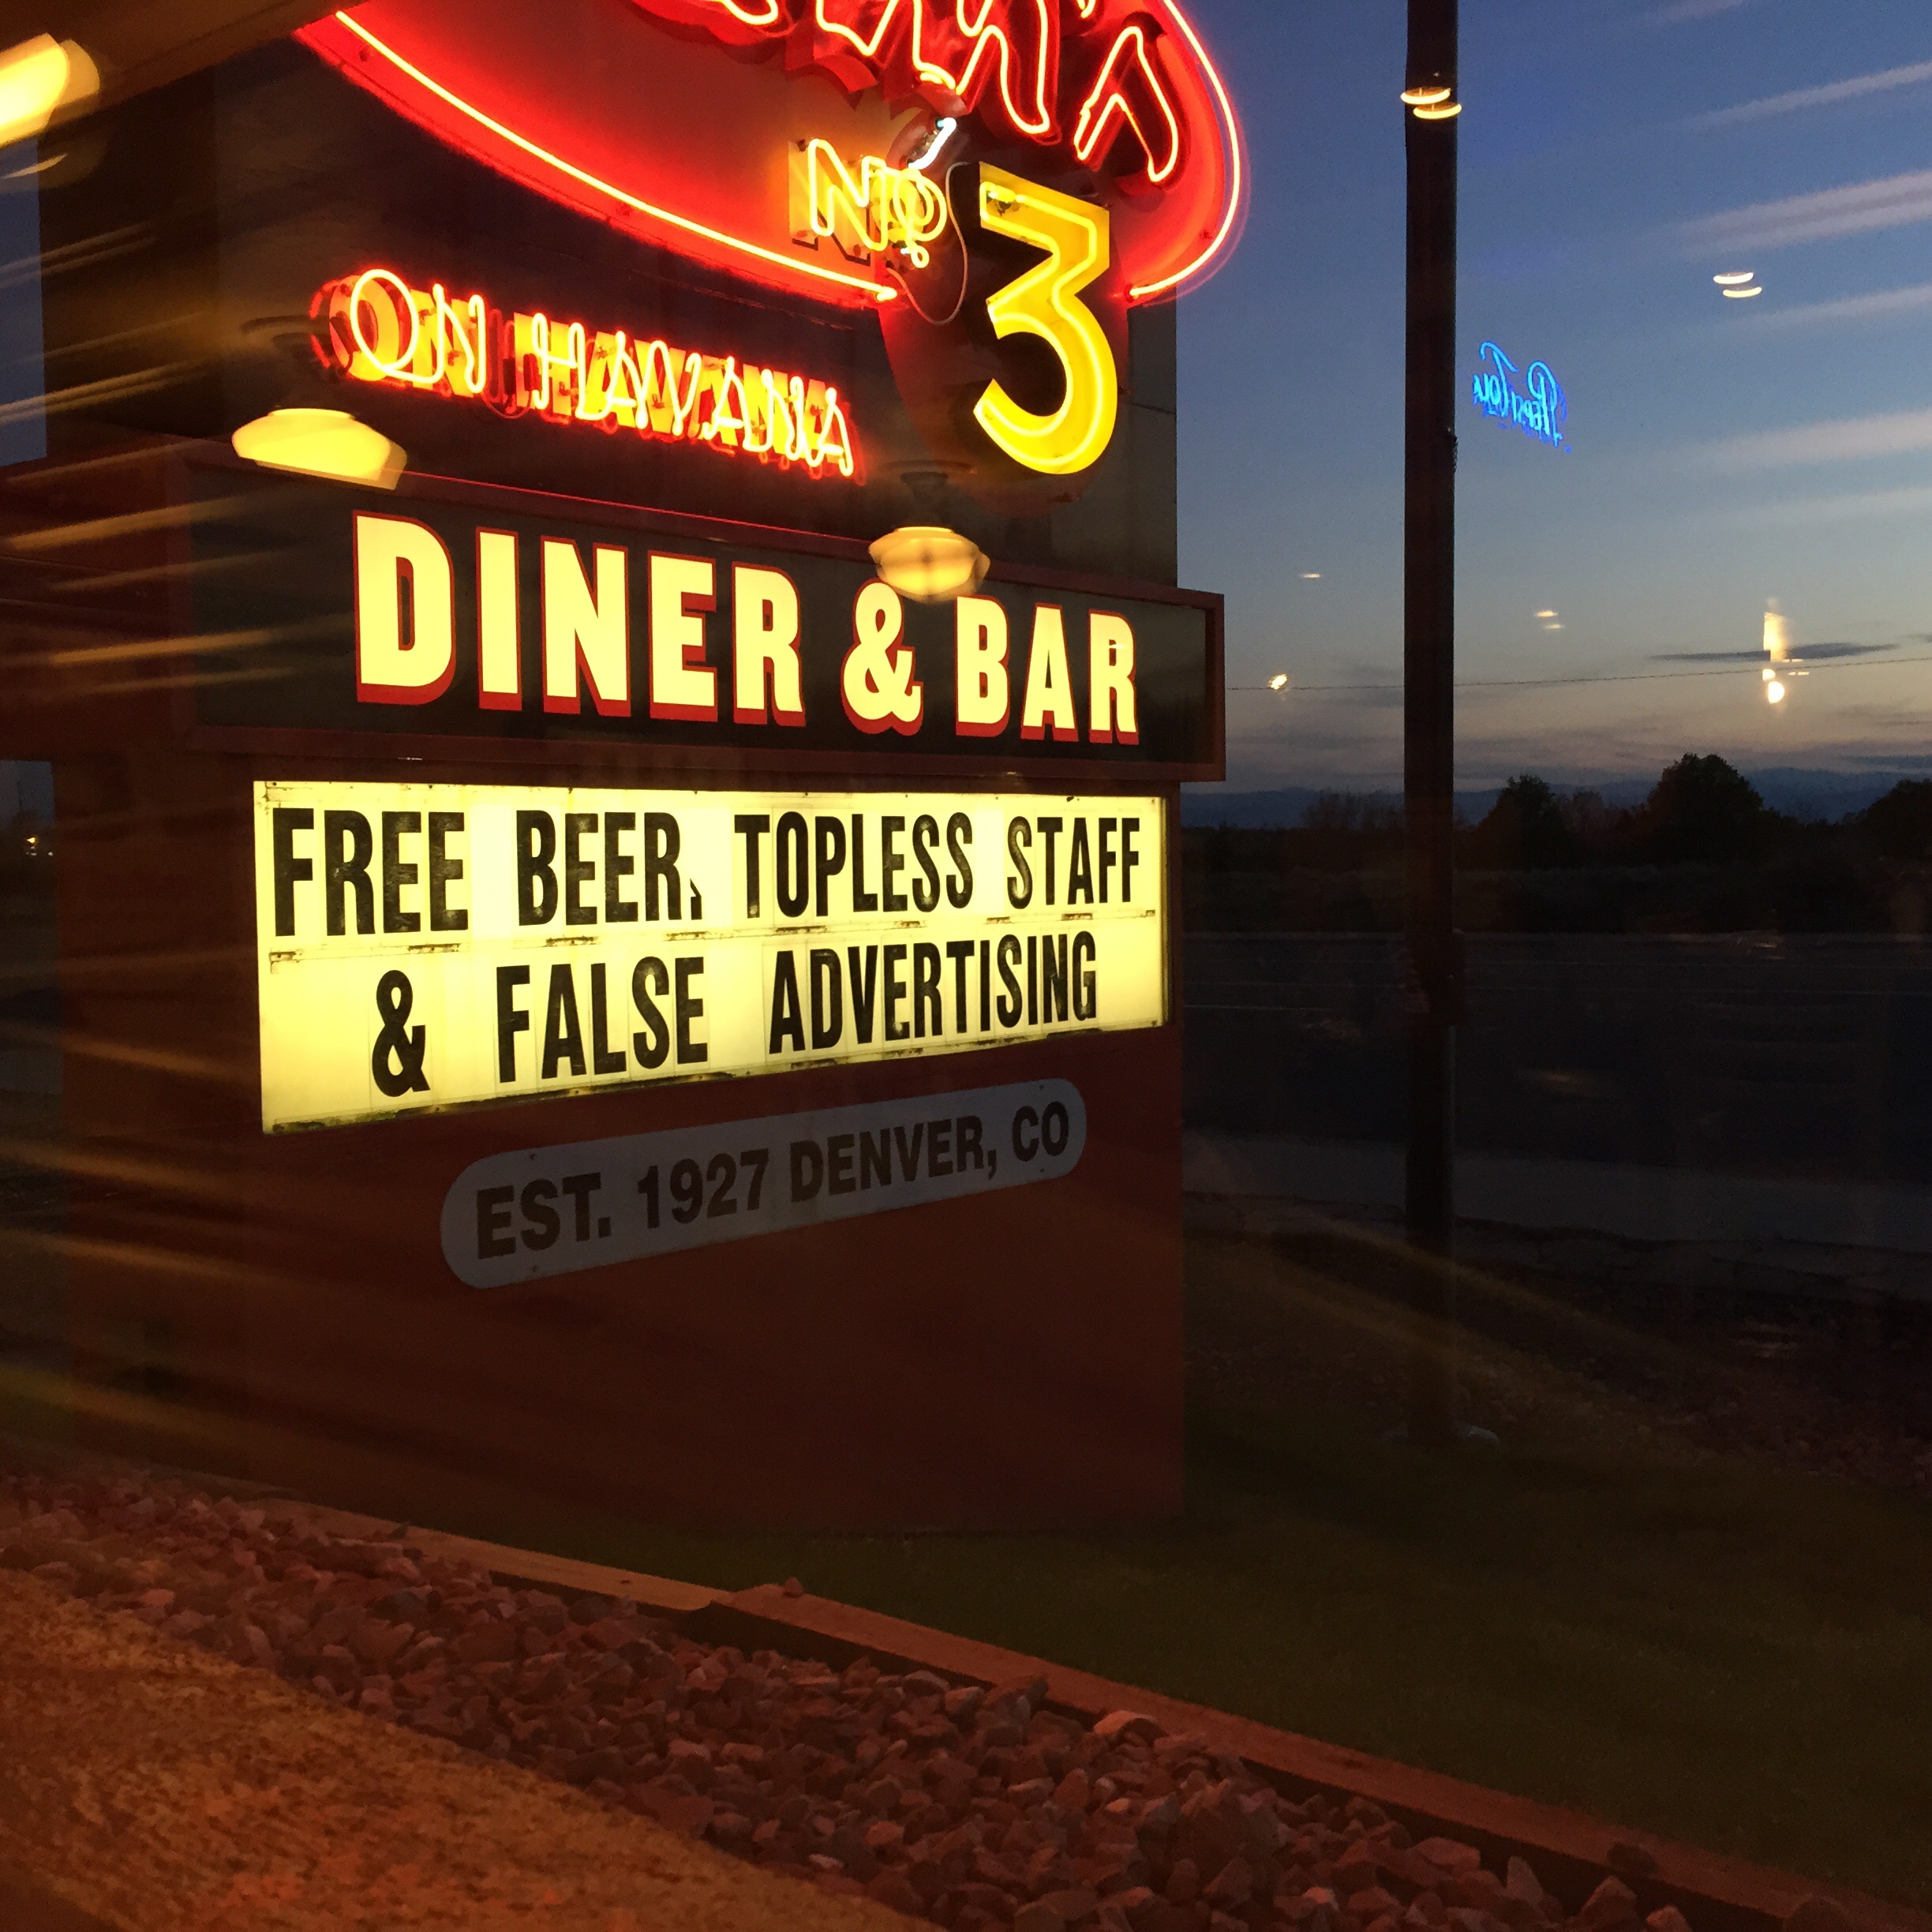 No 3
ON HAVANA
DINER & BAR
FREE BEER, TOPLESS STAFF
& FALSE ADVERTISING
EST. 1927 DENVER, CO